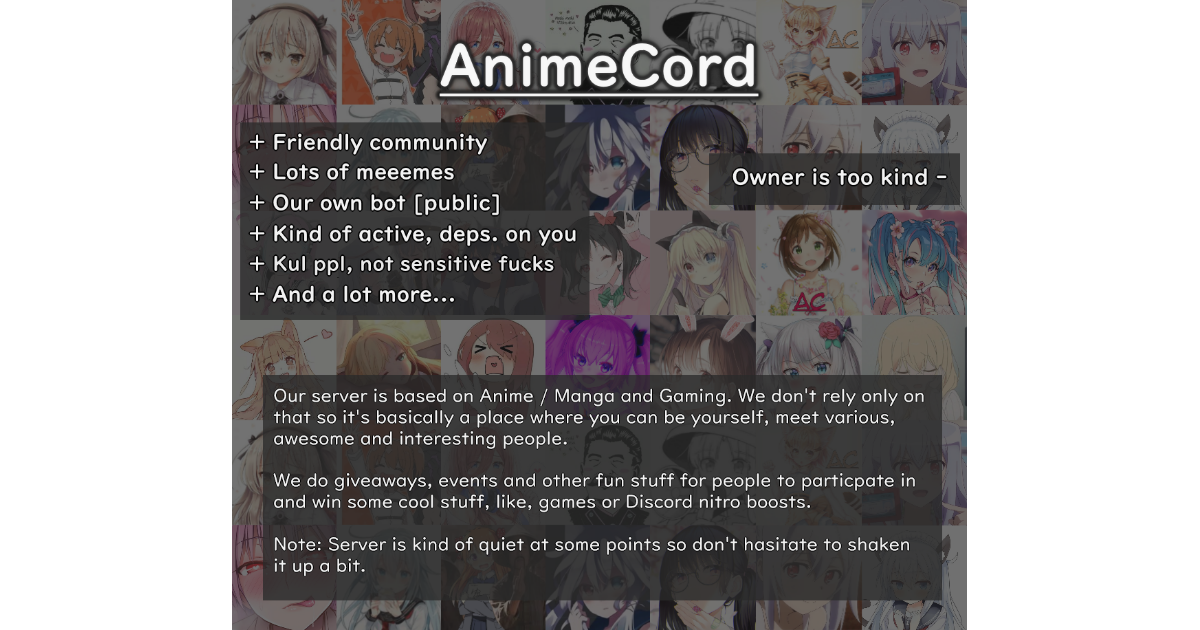 AnimeCord
+ Friendly community
+ Lots of meeemes
+ Our own bot [public]
+ Kind of active, deps. on you
+ Kul ppl, not sensitive fucks
+ And a lot more...
Owner is too kind -
AC
AC
Our server is based on Anime / Manga and Gaming. We don't rely only on
that so it's basically a place where you can be yourself, meet various,
awesome and interesting people.
We do giveaways, events and other fun stuff for people to particpate in
and win some cool stuff, like, games or Discord nitro boosts.
Note: Server is kind of quiet at some points so don't hasitate to shaken
it up a bit.